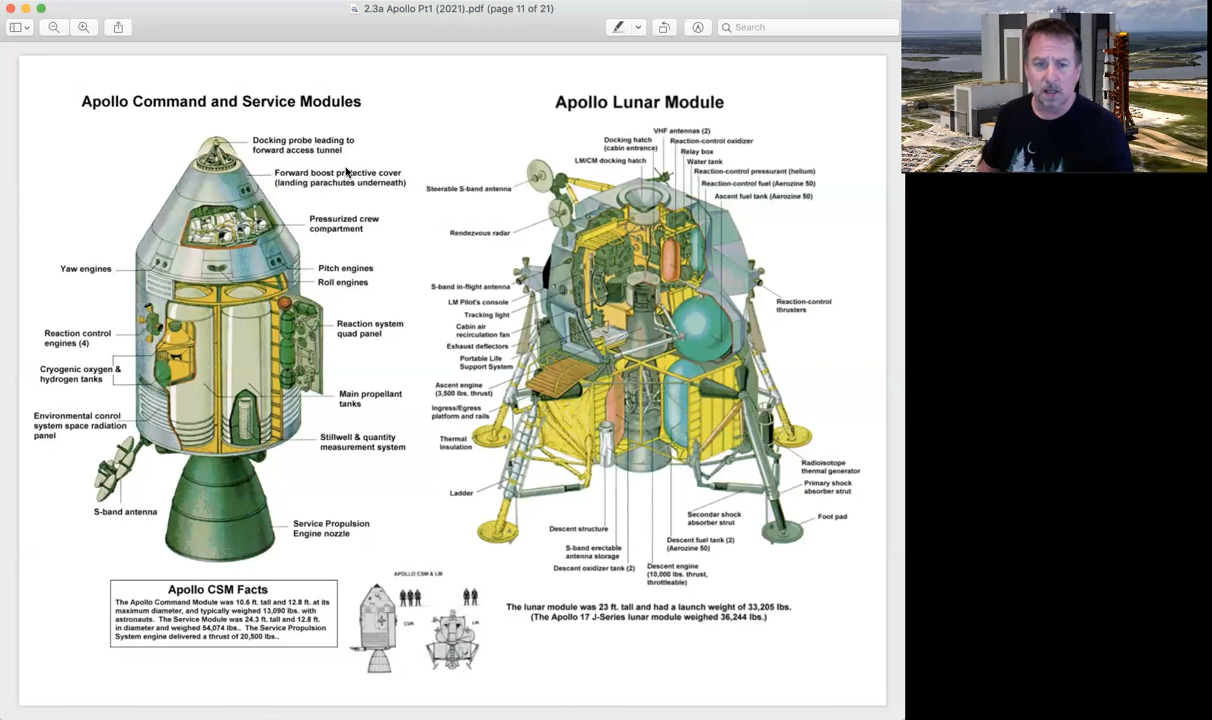 2.3a Apollo Pt1 (2021).pdf (page 11 of 21)
Search
Apollo Command and Service Modules
Docking probe leading to
forward access tunnel
Forward boost protective cover
(landing parachutes underneath)
Pressurized crew
compartment
Yaw engines
Pitch engines
Roll engines
Reaction control
engines (4)
Reaction system
quad panel
Cryogenic oxygen &
hydrogen tanks
Main propellant
tanks
Environmental conrol
system space radiation
panel
Stillwell & quantity
measurement system
S-band antenna
Service Propulsion
Engine nozzle
Apollo CSM Facts
The Apollo Command Module was 10.6 ft. tall and 12.8 ft. at its
maximum diameter, and typically weighed 13,090 lbs. with
astronauts. The Service Module was 24.3 ft. tall and 12.8 ft.
in diameter and weighed 54,074 lbs.. The Service Propulsion
System engine delivered a thrust of 20,500 lbs..
APOLLO CSM & LM
CSM
LM
Apollo Lunar Module
VHF antennas (2)
Docking hatch
(cabin entrance)
Reaction-control oxidizer
Relay box
LM/CM docking hatch
Water tank
Reaction-control pressurant (helium)
Reaction-control fuel (Aerozine 50)
Steerable S-band antenna
Ascent fuel tank (Aerozine 50)
Rendezvous radar
S-band in-flight antenna
LM Pilot's console
Reaction-control
thrusters
Tracking light
Cabin air
recirculation fan
Exhaust deflectors
Portable Life
Support System
Ascent engine
(3,500 lbs. thrust)
Ingress/Egress
platform and rails
Thermal
Insulation
Radioisotope
thermal generator
Primary shock
absorber strut
Ladder
Secondar shock
absorber strut
Foot pad
Descent structure
Descent fuel tank (2)
(Aerozine 50)
S-band erectable
antenna storage
Descent oxidizer tank (2)
Descent engine
(10,000 lbs. thrust,
throttleable)
The lunar module was 23 ft. tall and had a launch weight of 33,205 lbs.
(The Apollo 17 J-Series lunar module weighed 36,244 lbs.)